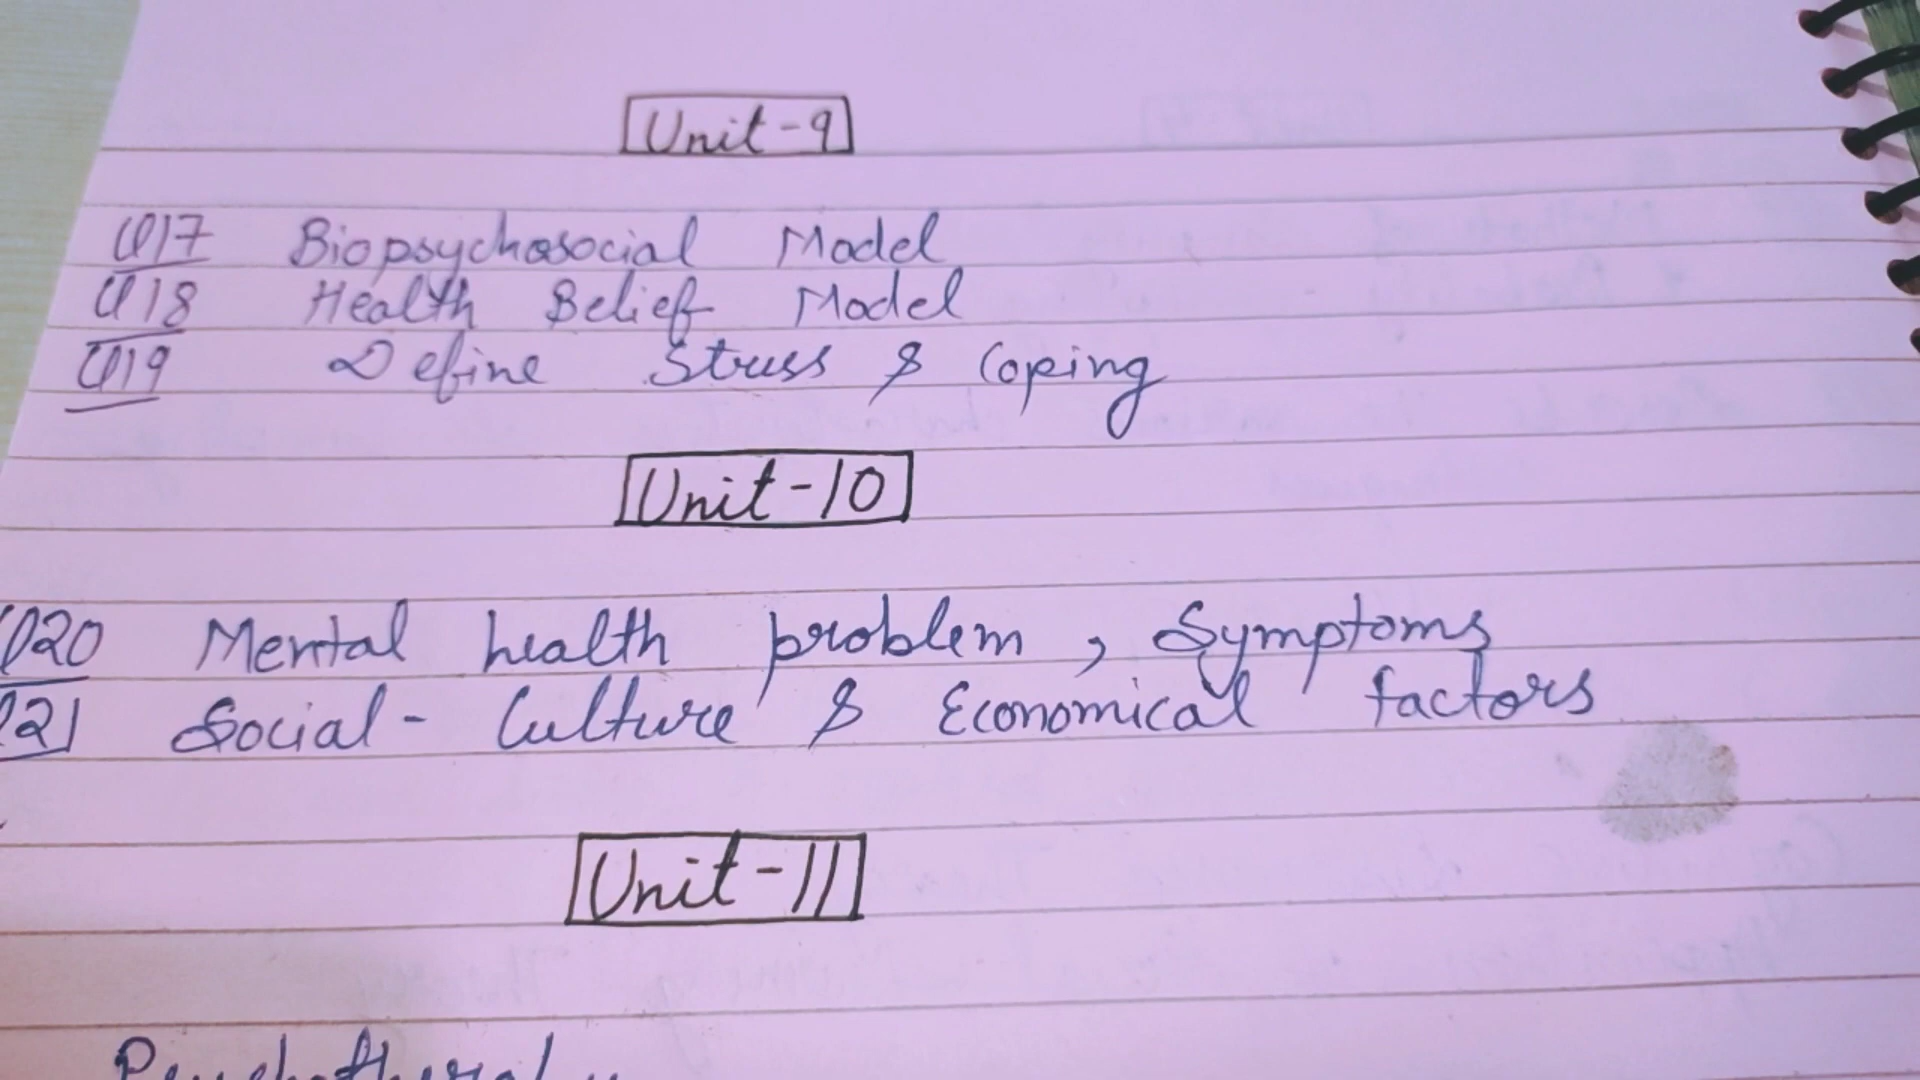 Unit-9
Q17 Biopsychosocial Model
Q18 Health Belief Model
Q19 Define Stress & Coping
Unit-10
Q20 Mental health problem, Symptoms
Q21 Social-Culture & Economical factors
Unit-11